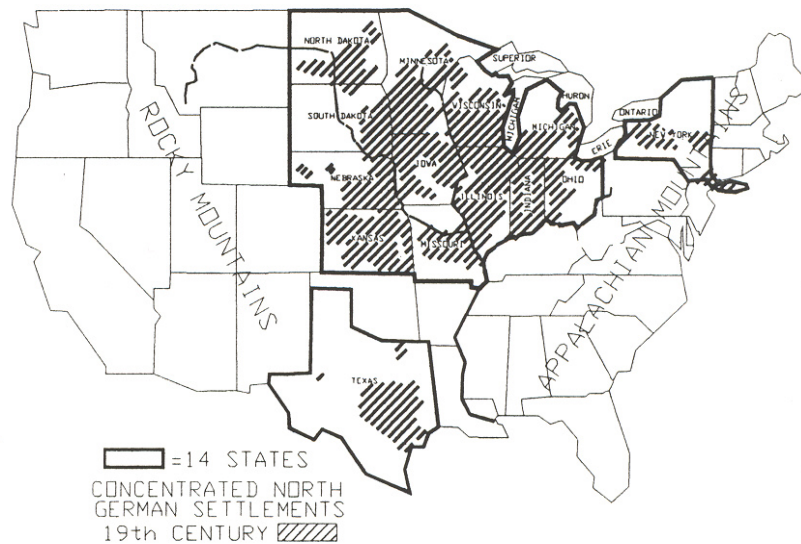 NORTH DAKOTA
MINNESOTA
SUPERIOR
SOUTH DAKOTA
WISCONSIN
MICHIGAN
HURON
MICHIGAN
ONTARIO
NEW YORK
ERIE
NEBRASKA
IOWA
ILLINOIS
INDIANA
OHIO
KANSAS
MISSOURI
TEXAS
ROCKY MOUNTAINS
APPALACHIAN MOUNTAINS
=14 STATES
CONCENTRATED NORTH
GERMAN SETTLEMENTS
19th CENTURY